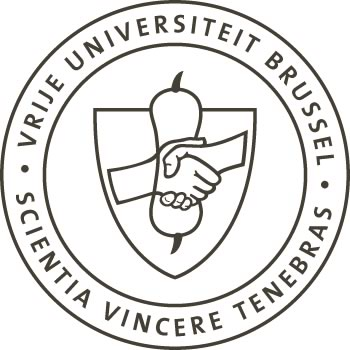 VRIJE UNIVERSITEIT BRUSSEL
SCIENTIA VINCERE TENEBRAS